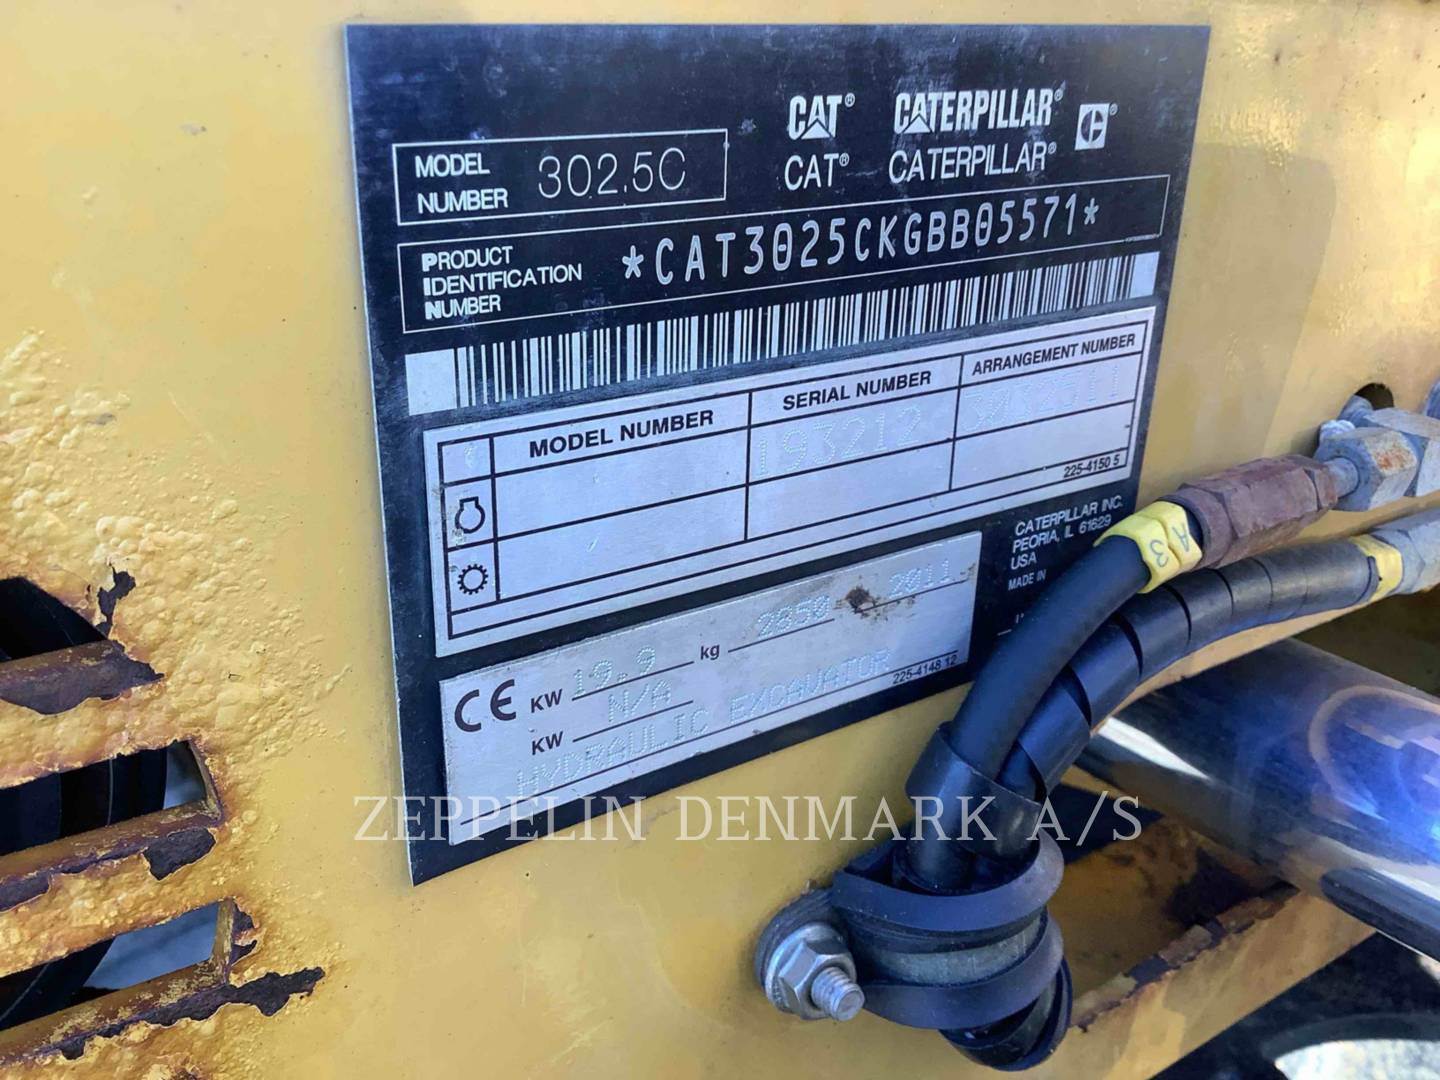 CAT® CATERPILLAR®
CAT® CATERPILLAR®
MODEL NUMBER 302.5C
PRODUCT IDENTIFICATION NUMBER *CAT3025CKGBB05571*
MODEL NUMBER SERIAL NUMBER ARRANGEMENT NUMBER
193212 3032511
225-4150 5
CATERPILLAR INC.
PEORIA, IL 61629
USA
MADE IN
CE KW 19.9 kg 2850 2011
KW N/A
HYDRAULIC EXCAVATOR
225-4148 12
A3
ZEPPELIN DENMARK A/S